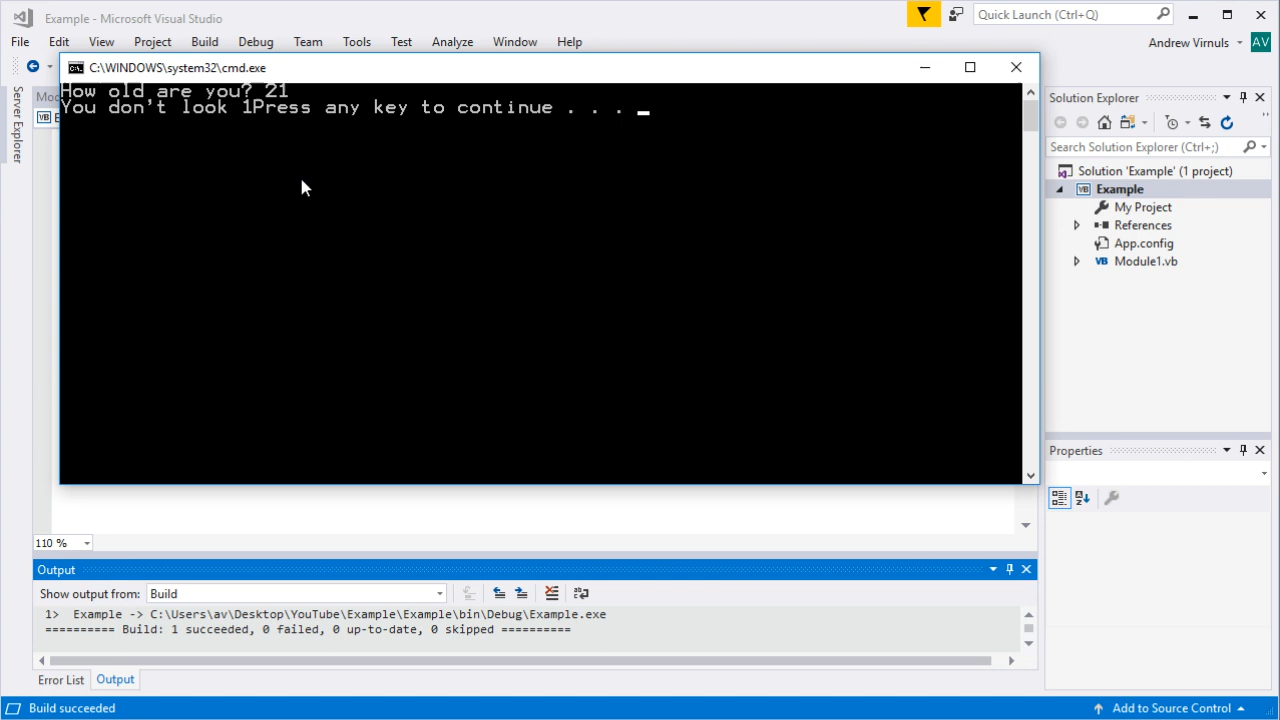 Example - Microsoft Visual Studio
Quick Launch (Ctrl+Q)
File Edit View Project Build Debug Team Tools Test Analyze Window Help
Andrew Virnuls AV
C:\WINDOWS\system32\cmd.exe
How old are you? 21
You don't look 1Press any key to continue . . .
Server Explorer
Mo
VB
Solution Explorer
Search Solution Explorer (Ctrl+;)
Solution 'Example' (1 project)
VB Example
My Project
References
App.config
VB Module1.vb
Properties
110 %
Output
Show output from: Build
1> Example -> C:\Users\av\Desktop\YouTube\Example\Example\bin\Debug\Example.exe
========== Build: 1 succeeded, 0 failed, 0 up-to-date, 0 skipped ==========
Error List Output
Build succeeded
Add to Source Control